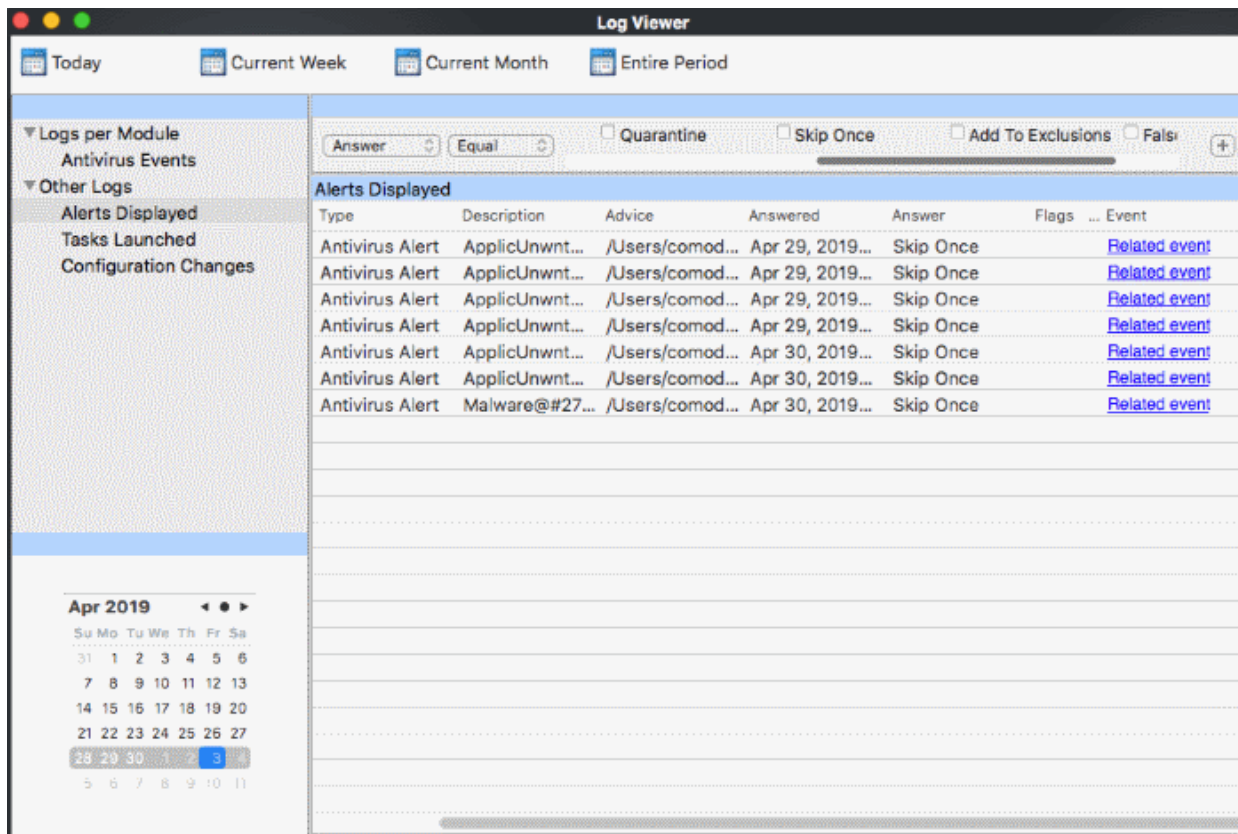 Log Viewer
Today Current Week Current Month Entire Period
Logs per Module
Antivirus Events
Other Logs
Alerts Displayed
Tasks Launched
Configuration Changes
Answer Equal Quarantine Skip Once Add To Exclusions Fals
Alerts Displayed
Type Description Advice Answered Answer Flags ... Event
Antivirus Alert ApplicUnwnt... /Users/comod... Apr 29, 2019... Skip Once Related event
Antivirus Alert ApplicUnwnt... /Users/comod... Apr 29, 2019... Skip Once Related event
Antivirus Alert ApplicUnwnt... /Users/comod... Apr 29, 2019... Skip Once Related event
Antivirus Alert ApplicUnwnt... /Users/comod... Apr 29, 2019... Skip Once Related event
Antivirus Alert ApplicUnwnt... /Users/comod... Apr 30, 2019... Skip Once Related event
Antivirus Alert ApplicUnwnt... /Users/comod... Apr 30, 2019... Skip Once Related event
Antivirus Alert Malware@#27... /Users/comod... Apr 30, 2019... Skip Once Related event
Apr 2019
Su Mo Tu We Th Fr Sa
31 1 2 3 4 5 6
7 8 9 10 11 12 13
14 15 16 17 18 19 20
21 22 23 24 25 26 27
28 29 30 1 2 3 4
5 6 7 8 9 10 11